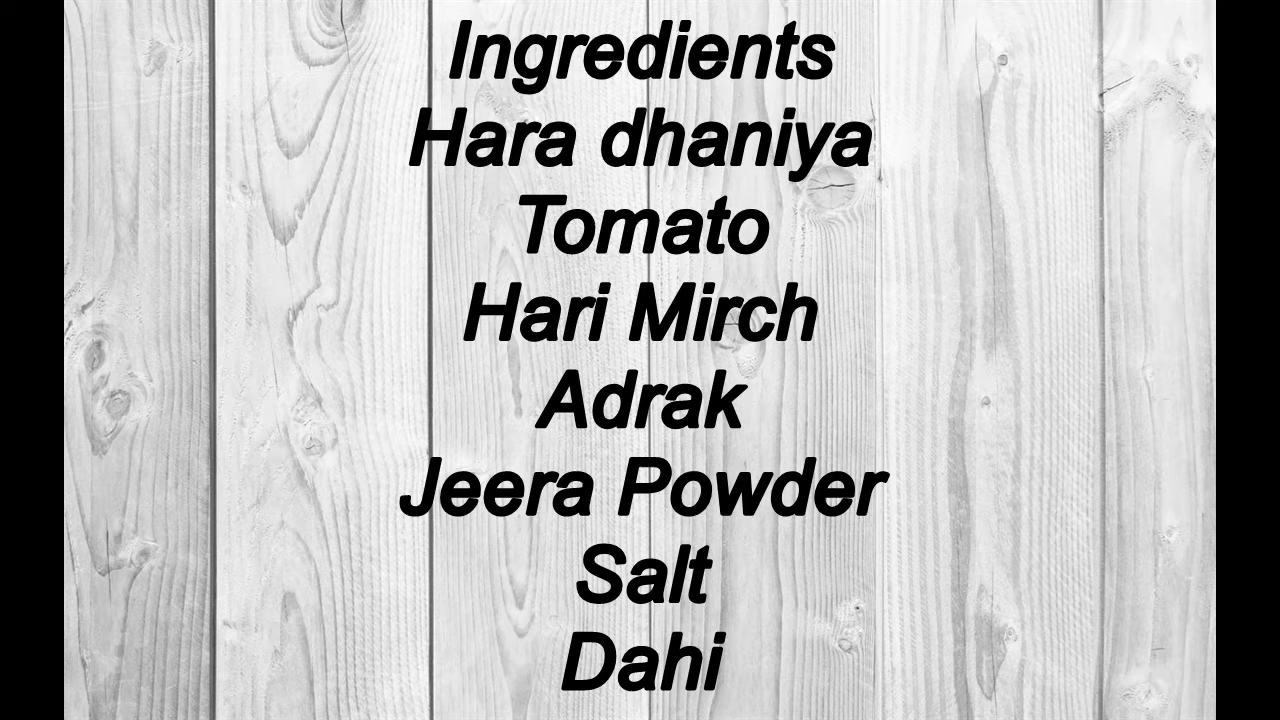 Ingredients
Hara dhaniya
Tomato
Hari Mirch
Adrak
Jeera Powder
Salt
Dahi